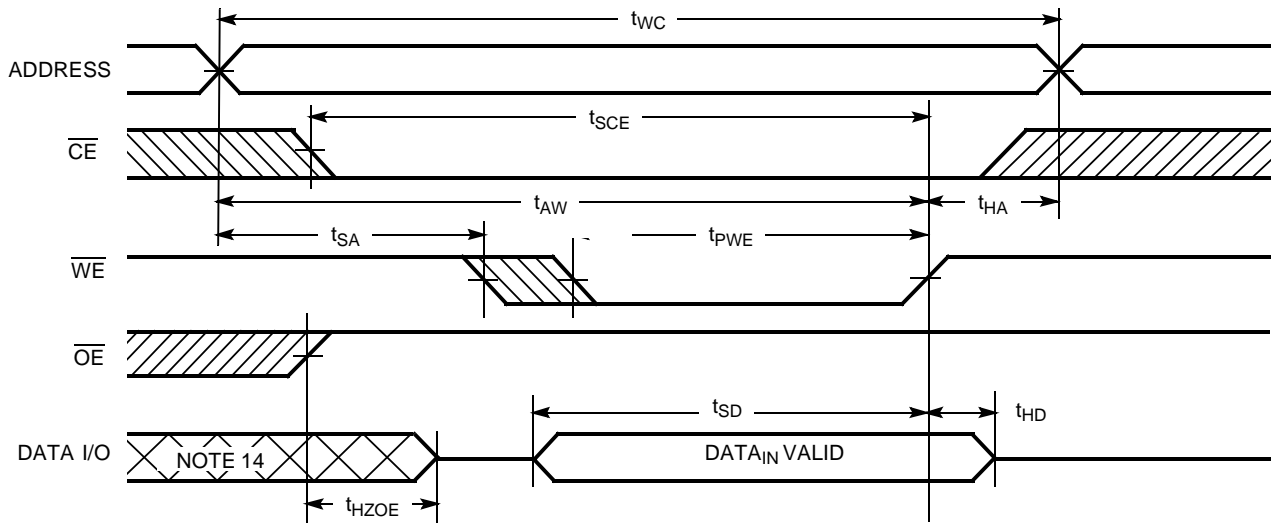 tWC
ADDRESS
tSCE
CE
tAW
tHA
tSA
tPWE
WE
OE
tSD
tHD
DATA I/O
NOTE 14
DATAIN VALID
tHZOE